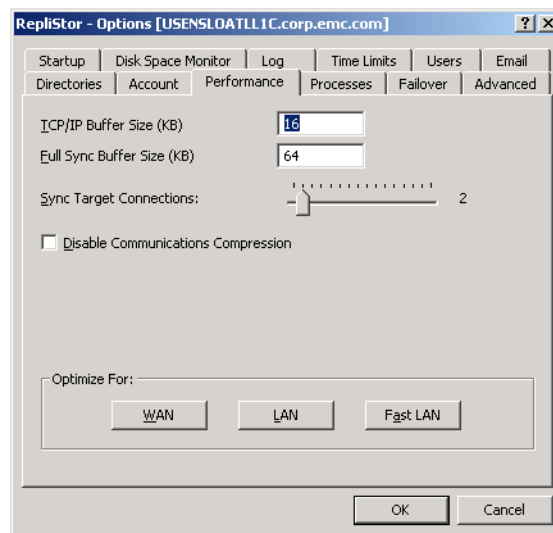 RepliStor - Options [USENSLOATLL1C.corp.emc.com]
Startup Disk Space Monitor Log Time Limits Users Email
Directories Account Performance Processes Failover Advanced
TCP/IP Buffer Size (KB) 16
Full Sync Buffer Size (KB) 64
Sync Target Connections: 2
Disable Communications Compression
Optimize For:
WAN LAN Fast LAN
OK Cancel